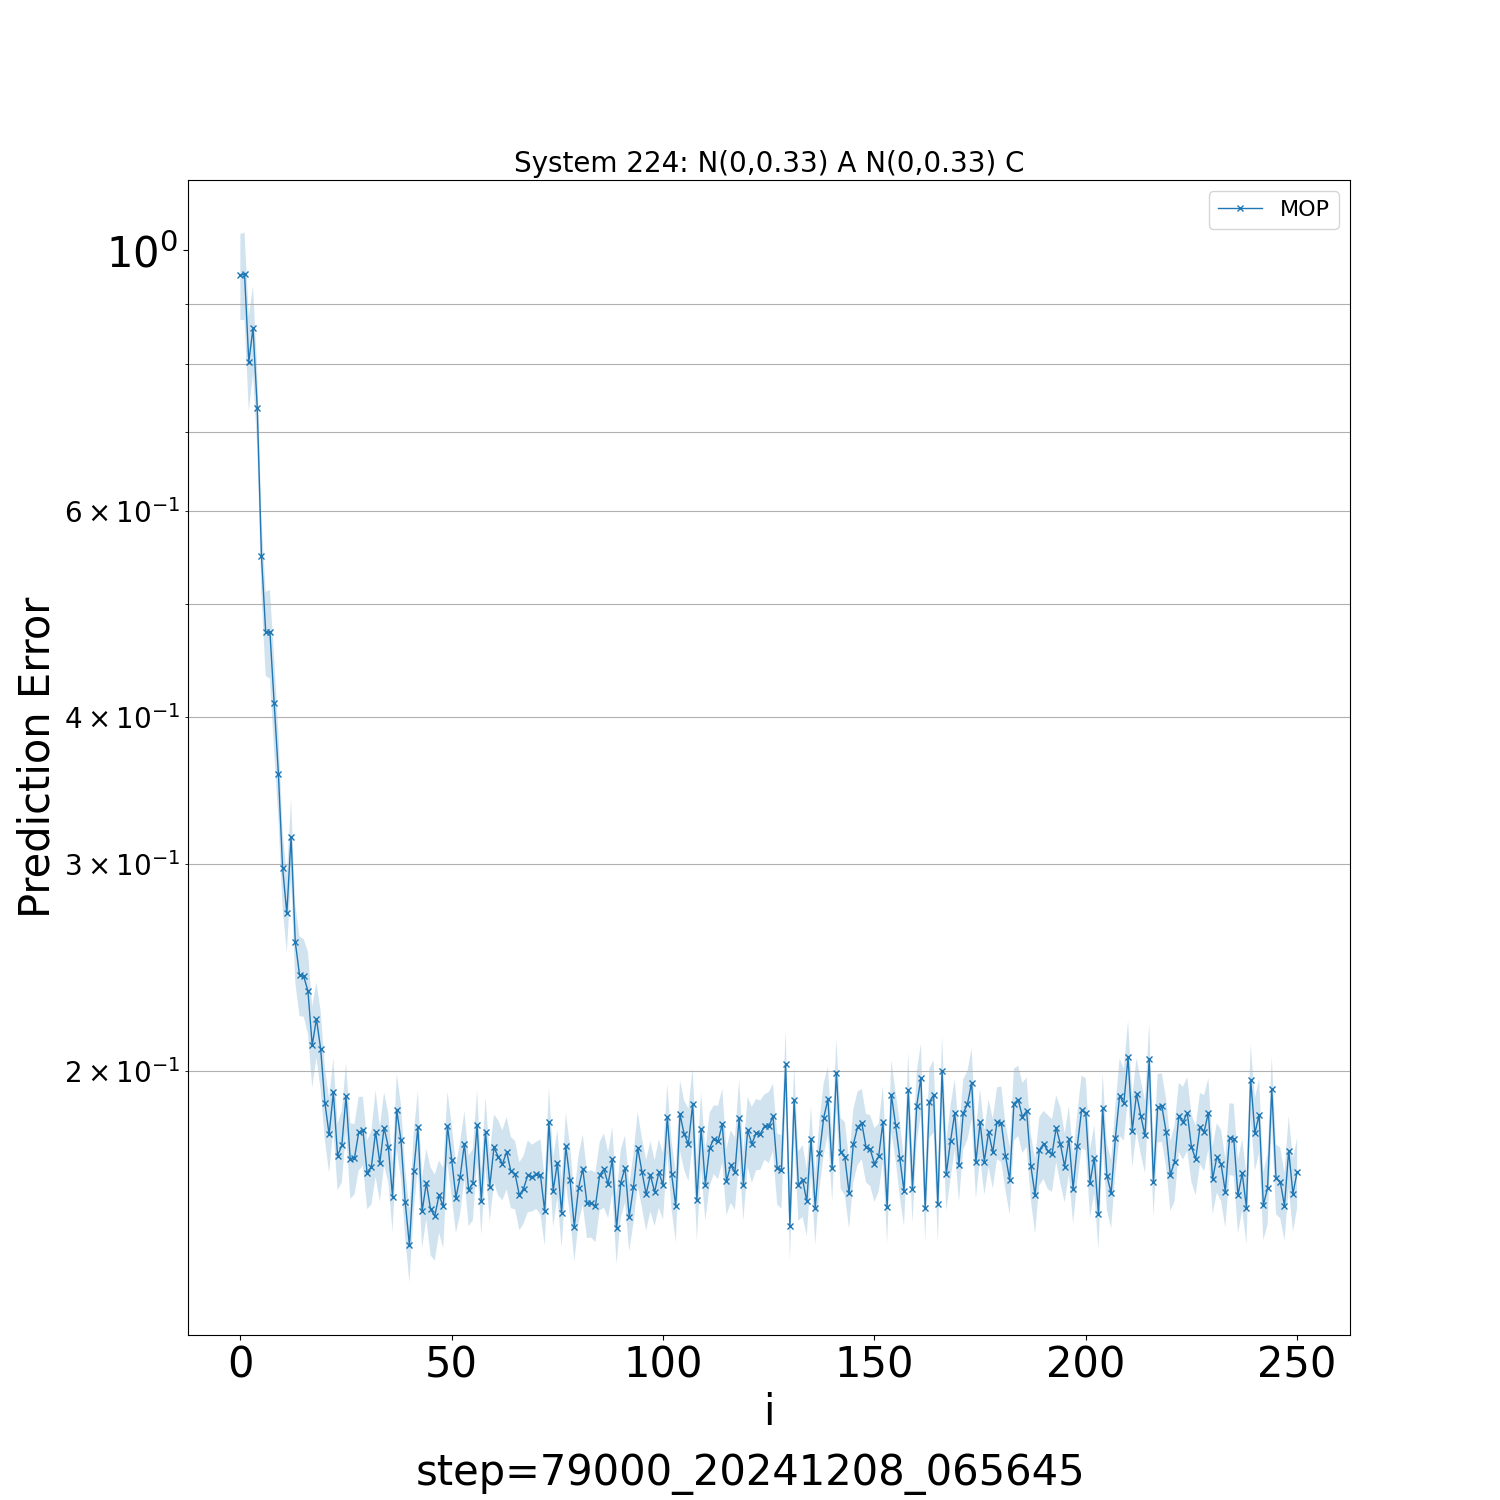 System 224: N(0,0.33) A N(0,0.33) C
MOP
10⁰
6 × 10⁻¹
4 × 10⁻¹
3 × 10⁻¹
2 × 10⁻¹
Prediction Error
0 50 100 150 200 250
i
step=79000_20241208_065645